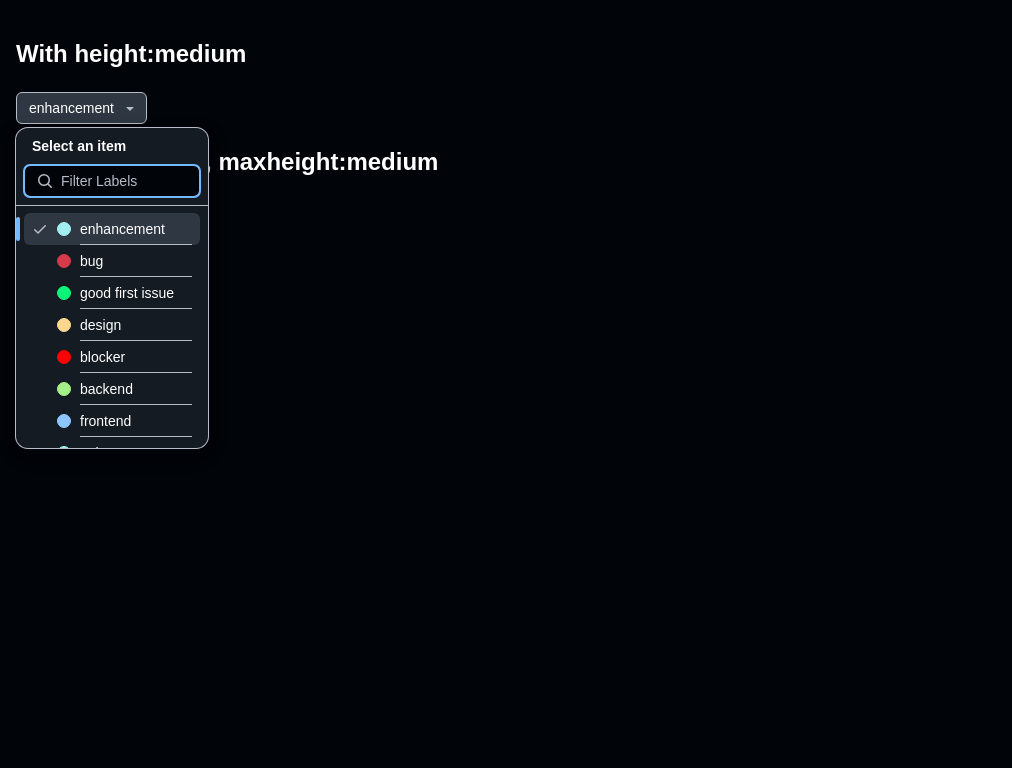 With height:medium
enhancement
Select an item
, maxheight:medium
Filter Labels
enhancement
bug
good first issue
design
blocker
backend
frontend